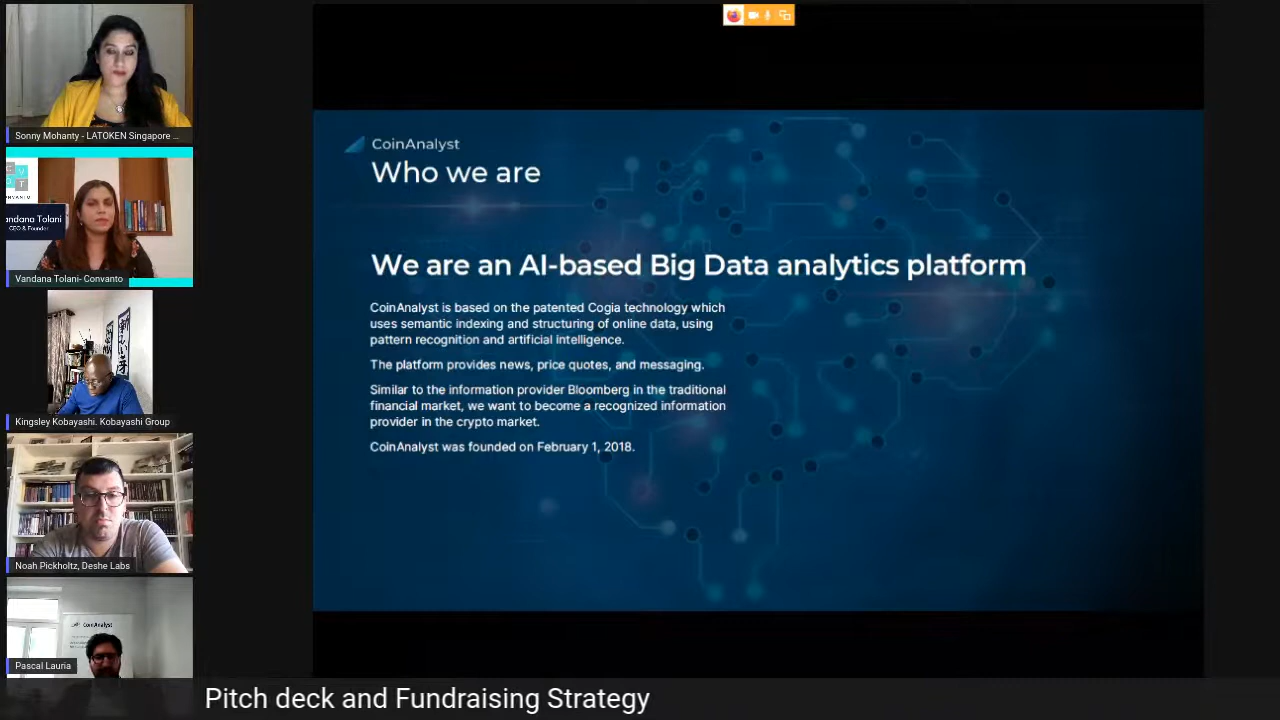 Sonny Mohanty - LATOKEN Singapore ...
andana Tolani
CEO & Founder
Vandana Tolani- Convanto
Kingsley Kobayashi. Kobayashi Group
Noah Pickholtz, Deshe Labs
CoinAnalyst
Pascal Lauria
CoinAnalyst
Who we are
We are an AI-based Big Data analytics platform
CoinAnalyst is based on the patented Cogia technology which
uses semantic indexing and structuring of online data, using
pattern recognition and artificial intelligence.
The platform provides news, price quotes, and messaging.
Similar to the information provider Bloomberg in the traditional
financial market, we want to become a recognized information
provider in the crypto market.
CoinAnalyst was founded on February 1, 2018.
Pitch deck and Fundraising Strategy